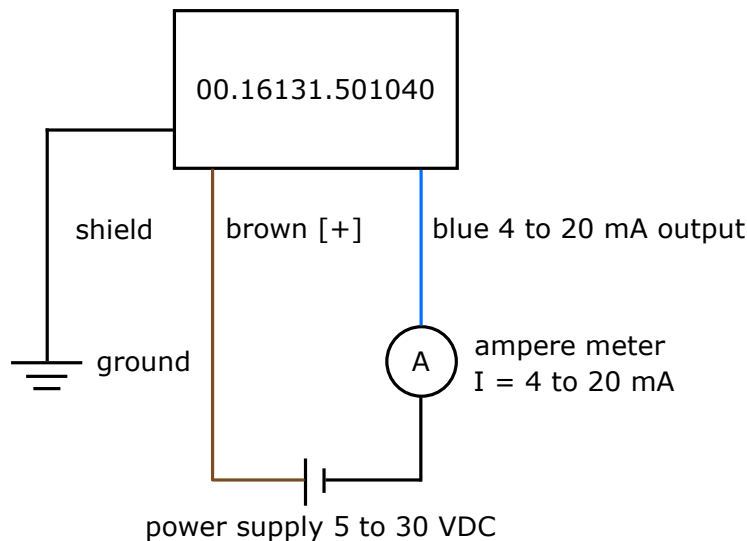 00.16131.501040
shield
brown [+]
blue 4 to 20 mA output
ground
A
ampere meter
I = 4 to 20 mA
power supply 5 to 30 VDC